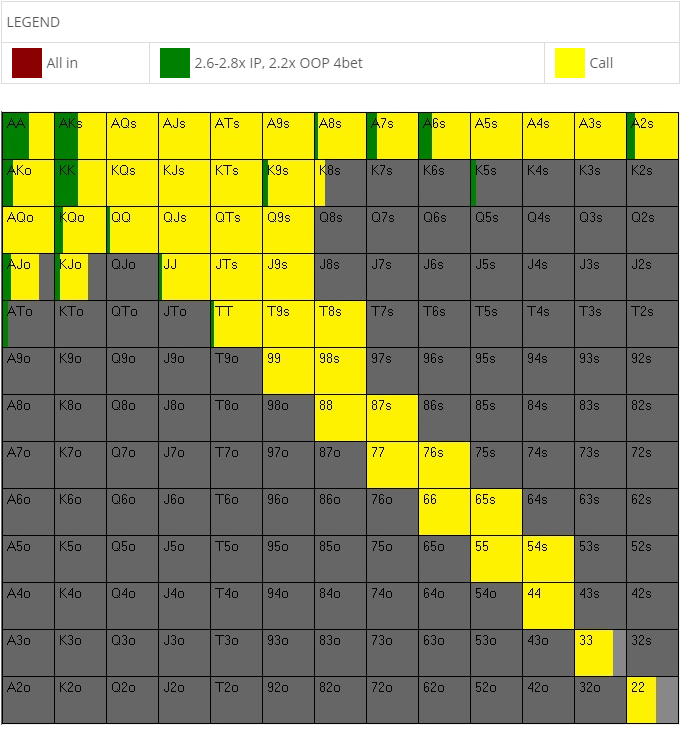 LEGEND
All in 2.6-2.8x IP, 2.2x OOP 4bet Call
AA AKs AQs AJs ATs A9s A8s A7s A6s A5s A4s A3s A2s
AKo KK KQs KJs KTs K9s K8s K7s K6s K5s K4s K3s K2s
AQo KQo QQ QJs QTs Q9s Q8s Q7s Q6s Q5s Q4s Q3s Q2s
AJo KJo QJo JJ JTs J9s J8s J7s J6s J5s J4s J3s J2s
ATo KTo QTo JTo TT T9s T8s T7s T6s T5s T4s T3s T2s
A9o K9o Q9o J9o T9o 99 98s 97s 96s 95s 94s 93s 92s
A8o K8o Q8o J8o T8o 98o 88 87s 86s 85s 84s 83s 82s
A7o K7o Q7o J7o T7o 97o 87o 77 76s 75s 74s 73s 72s
A6o K6o Q6o J6o T6o 96o 86o 76o 66 65s 64s 63s 62s
A5o K5o Q5o J5o T5o 95o 85o 75o 65o 55 54s 53s 52s
A4o K4o Q4o J4o T4o 94o 84o 74o 64o 54o 44 43s 42s
A3o K3o Q3o J3o T3o 93o 83o 73o 63o 53o 43o 33 32s
A2o K2o Q2o J2o T2o 92o 82o 72o 62o 52o 42o 32o 22